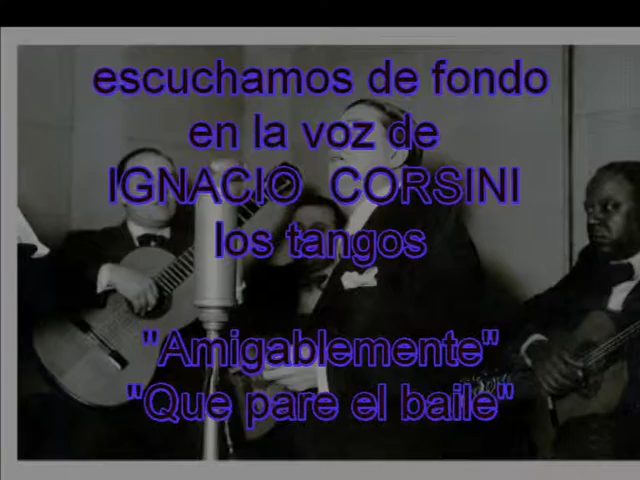 escuchamos de fondo
en la voz de
IGNACIO CORSINI
los tangos
"Amigablemente"
"Que pare el baile"